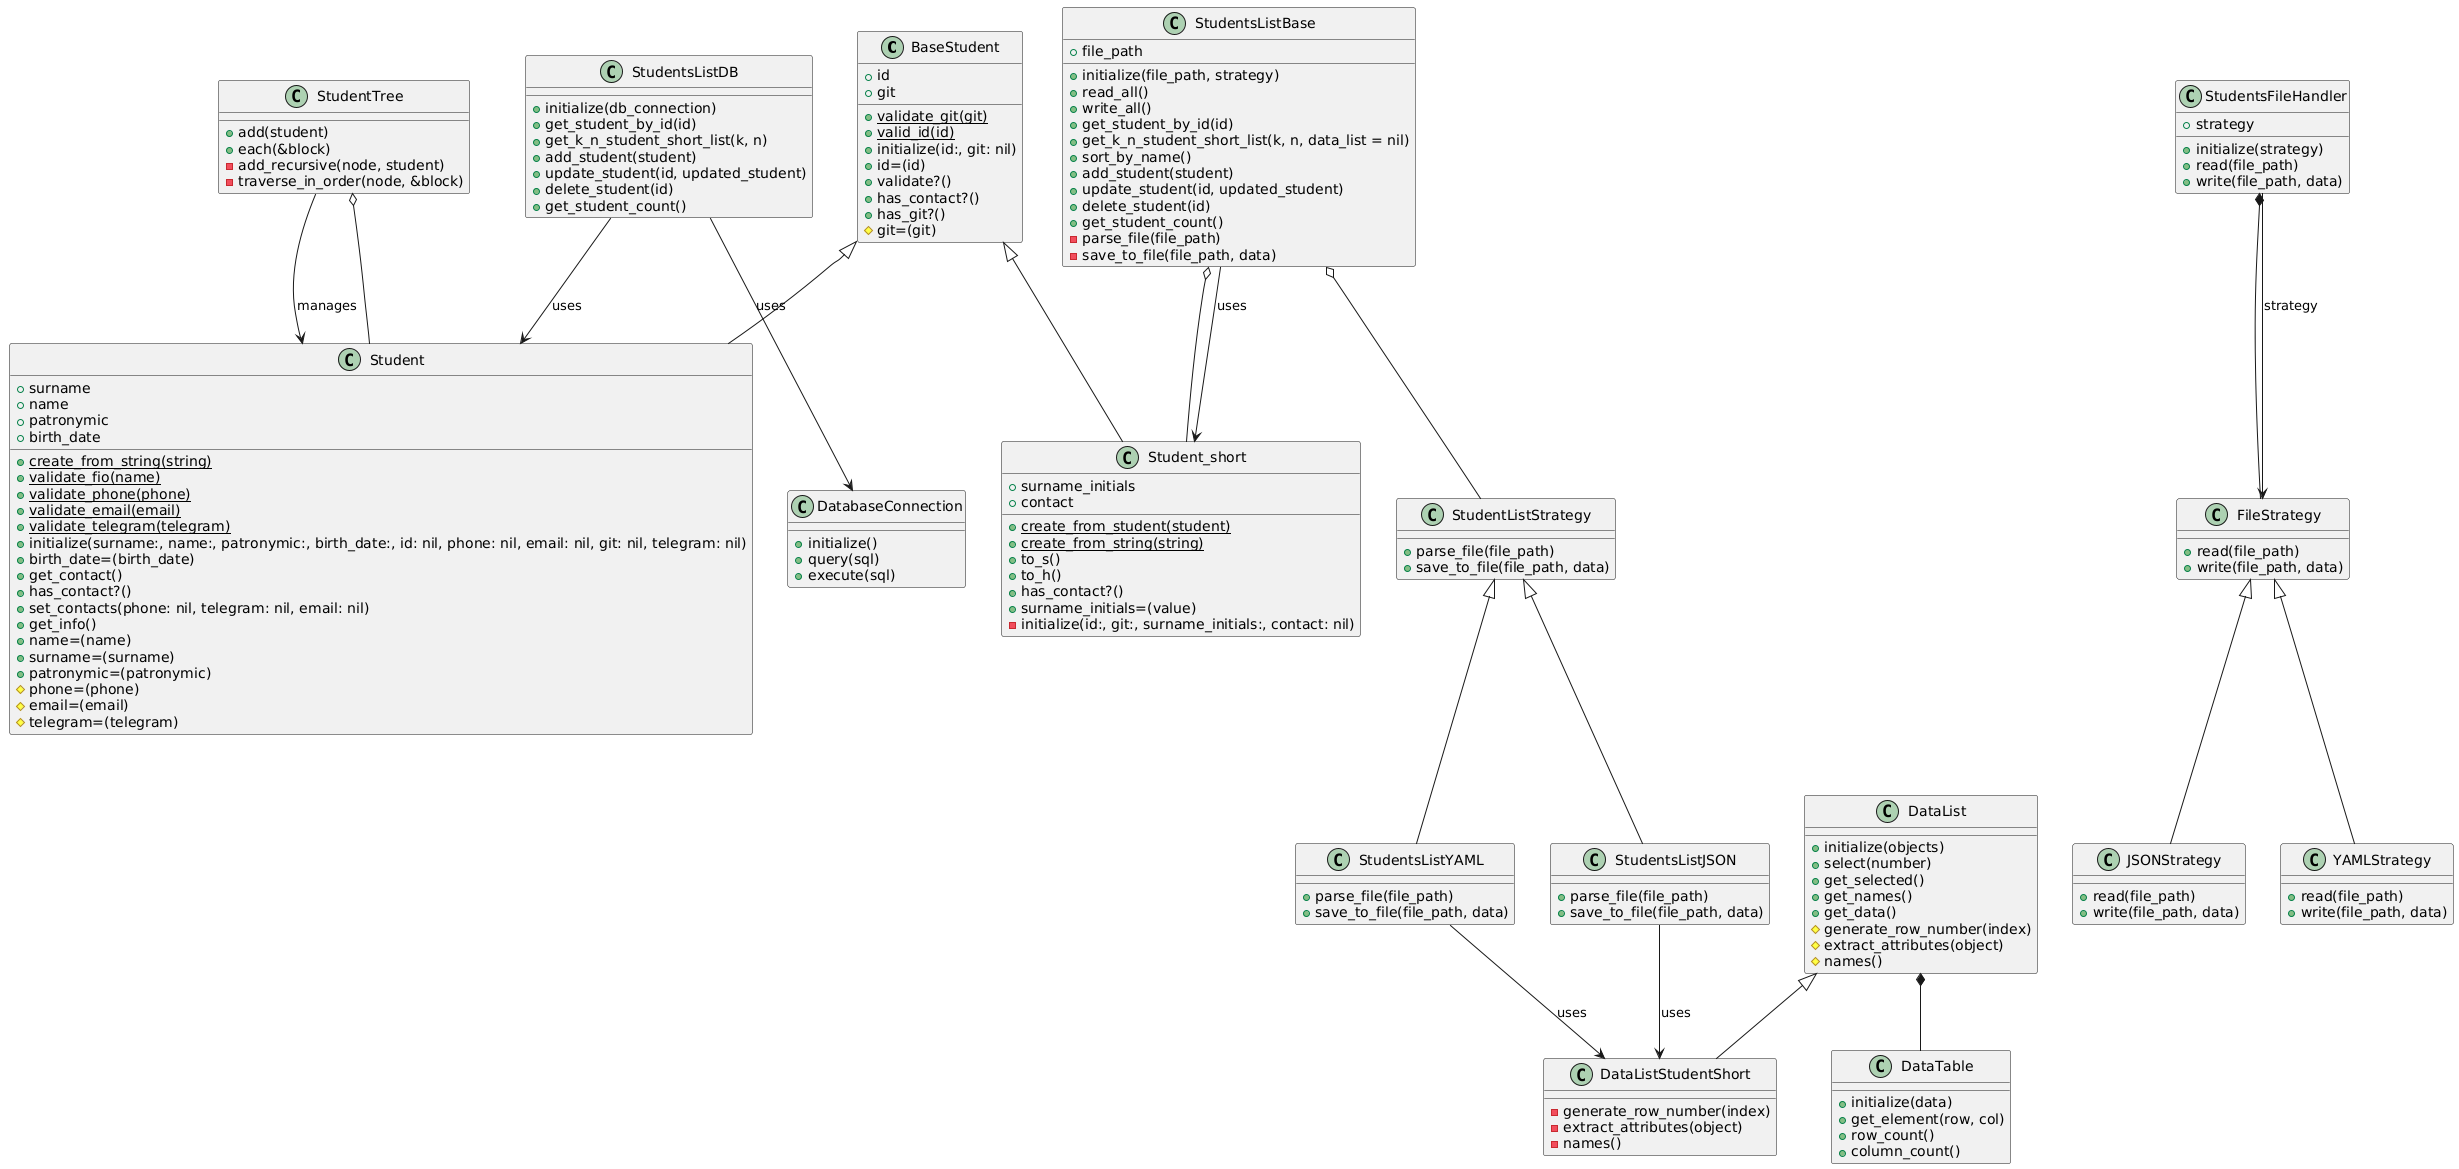 StudentsListBase
file_path
initialize(file_path, strategy)
read_all()
write_all()
get_student_by_id(id)
get_k_n_student_short_list(k, n, data_list = nil)
sort_by_name()
add_student(student)
update_student(id, updated_student)
delete_student(id)
get_student_count()
parse_file(file_path)
save_to_file(file_path, data)
BaseStudent
id
git
validate_git(git)
valid_id(id)
initialize(id:, git: nil)
id=(id)
validate?()
has_contact?()
has_git?()
git=(git)
StudentsListDB
initialize(db_connection)
get_student_by_id(id)
get_k_n_student_short_list(k, n)
add_student(student)
update_student(id, updated_student)
delete_student(id)
get_student_count()
StudentTree
add(student)
each(&block)
add_recursive(node, student)
traverse_in_order(node, &block)
StudentsFileHandler
strategy
initialize(strategy)
read(file_path)
write(file_path, data)
manages
uses
uses
uses
strategy
Student
surname
name
patronymic
birth_date
create_from_string(string)
validate_fio(name)
validate_phone(phone)
validate_email(email)
validate_telegram(telegram)
initialize(surname:, name:, patronymic:, birth_date:, id: nil, phone: nil, email: nil, git: nil, telegram: nil)
birth_date=(birth_date)
get_contact()
has_contact?()
set_contacts(phone: nil, telegram: nil, email: nil)
get_info()
name=(name)
surname=(surname)
patronymic=(patronymic)
phone=(phone)
email=(email)
telegram=(telegram)
DatabaseConnection
initialize()
query(sql)
execute(sql)
Student_short
surname_initials
contact
create_from_student(student)
create_from_string(string)
to_s()
to_h()
has_contact?()
surname_initials=(value)
initialize(id:, git:, surname_initials:, contact: nil)
StudentListStrategy
parse_file(file_path)
save_to_file(file_path, data)
FileStrategy
read(file_path)
write(file_path, data)
StudentsListYAML
parse_file(file_path)
save_to_file(file_path, data)
StudentsListJSON
parse_file(file_path)
save_to_file(file_path, data)
DataList
initialize(objects)
select(number)
get_selected()
get_names()
get_data()
generate_row_number(index)
extract_attributes(object)
names()
JSONStrategy
read(file_path)
write(file_path, data)
YAMLStrategy
read(file_path)
write(file_path, data)
uses
uses
DataListStudentShort
generate_row_number(index)
extract_attributes(object)
names()
DataTable
initialize(data)
get_element(row, col)
row_count()
column_count()